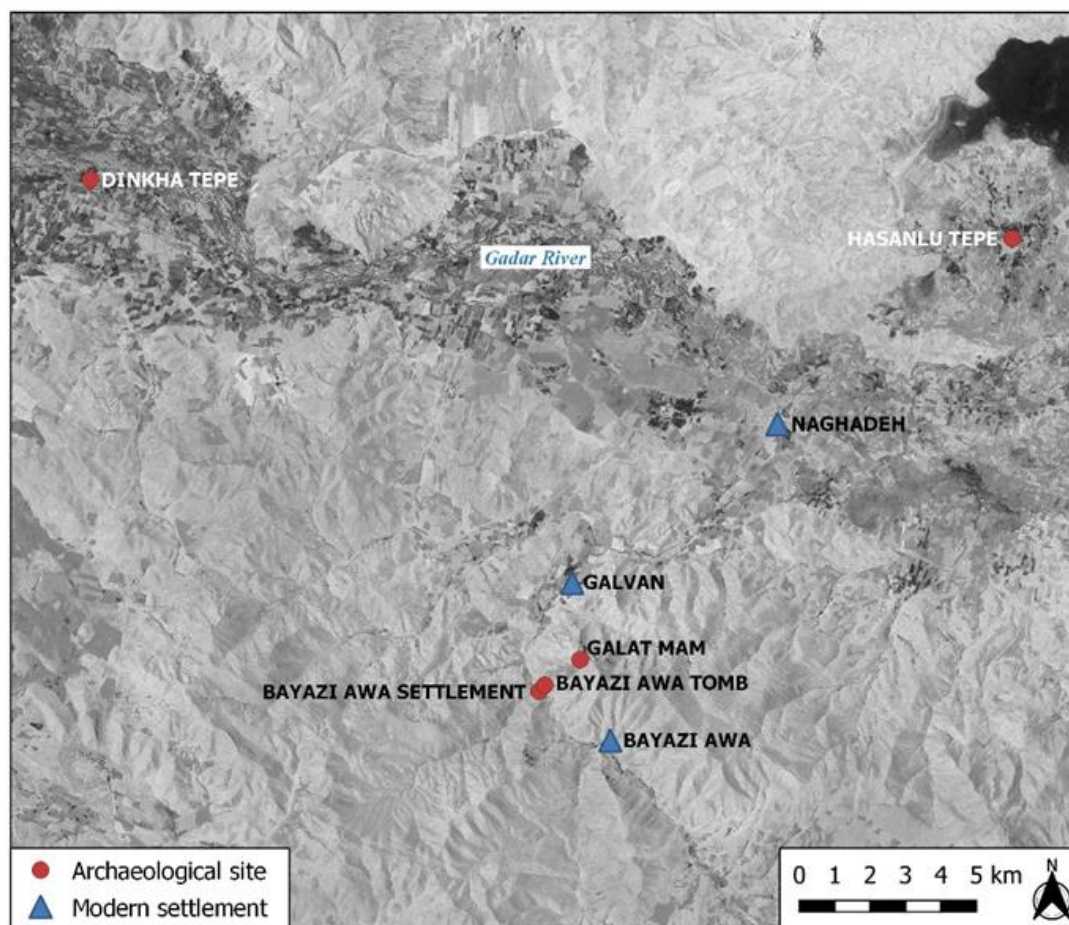 DINKHA TEPE
HASANLU TEPE
Gadar River
NAGHADEH
GALVAN
GALAT MAM
BAYAZI AWA TOMB
BAYAZI AWA SETTLEMENT
BAYAZI AWA
Archaeological site
Modern settlement
0 1 2 3 4 5 km
N